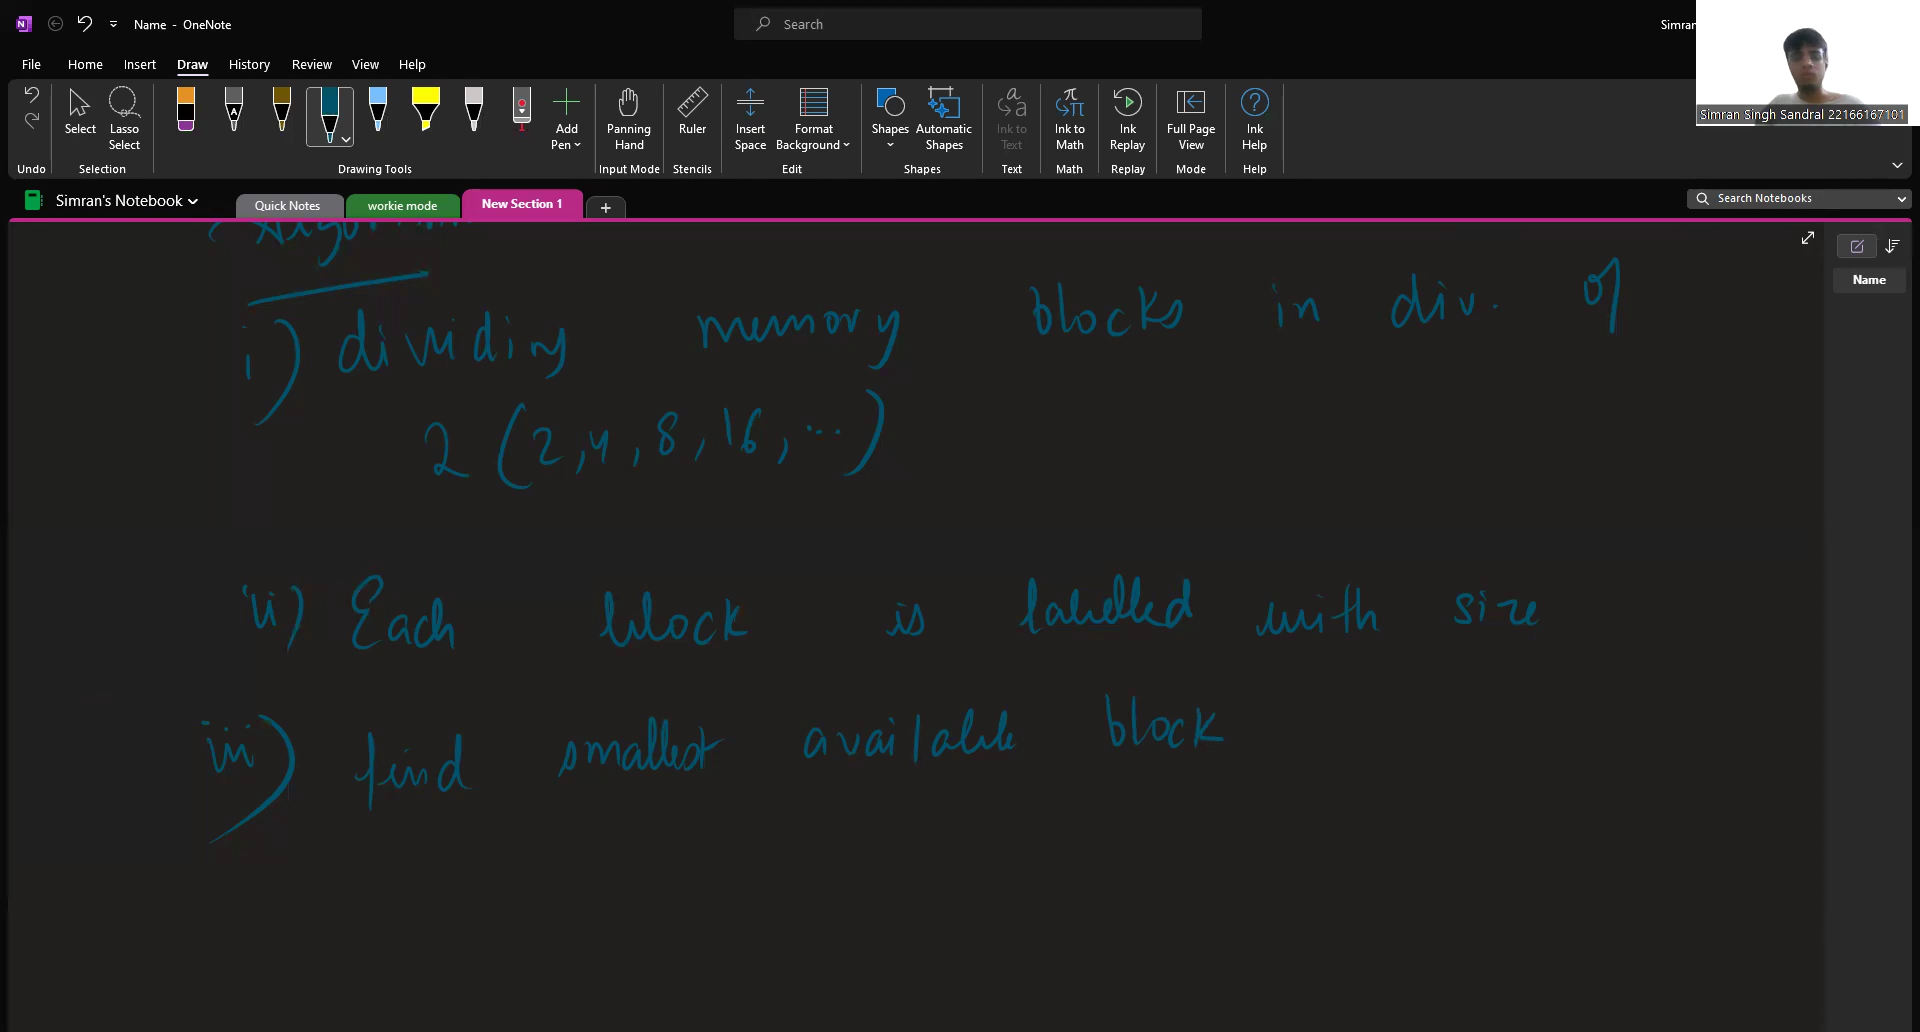 Name - OneNote
Search
Simran
File Home Insert Draw History Review View Help
Undo
Select
Lasso Select
Selection
Drawing Tools
Add Pen
Panning Hand
Input Mode
Ruler
Stencils
Insert Space
Format Background
Edit
Shapes
Automatic Shapes
Shapes
Ink to Text
Text
Ink to Math
Math
Ink Replay
Replay
Full Page View
Mode
Ink Help
Help
Simran Singh Sandral 22166167101
Simran's Notebook
Quick Notes
workie mode
New Section 1
Search Notebooks
Name
Algorithm
i) dividing memory blocks in div. of
2 (2,4,8,16,...)
ii) Each block is labelled with size
iii) find smallest available block